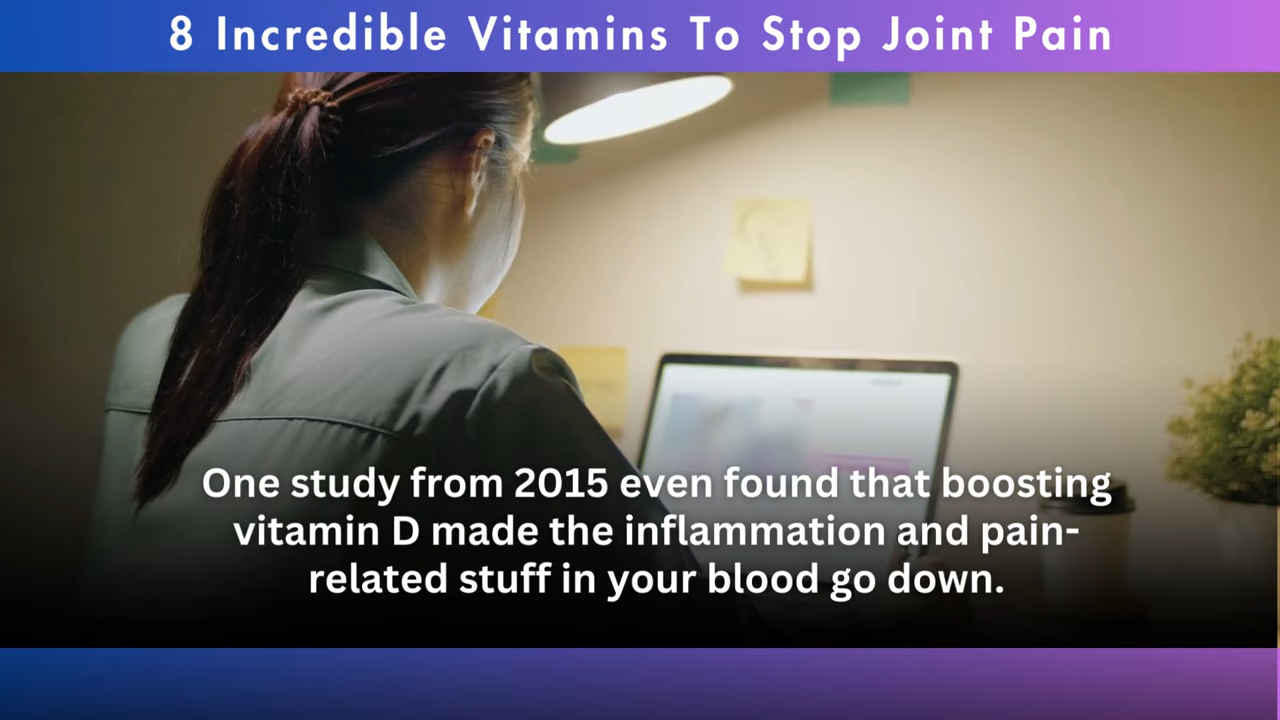 8 Incredible Vitamins To Stop Joint Pain
One study from 2015 even found that boosting
vitamin D made the inflammation and pain-
related stuff in your blood go down.